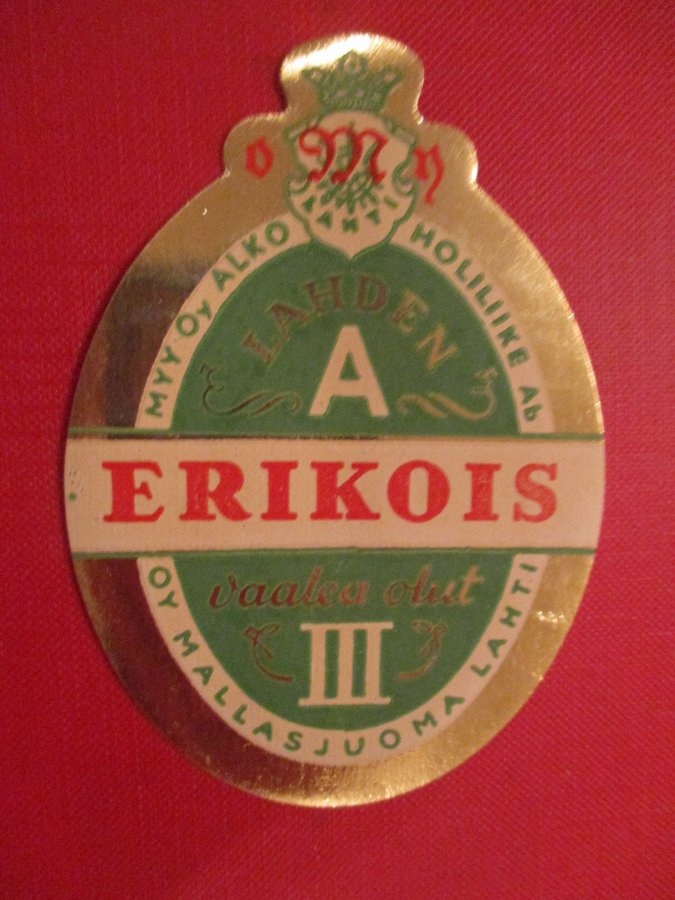 O M Y
LAHTI
MYY Oy ALKOHOLILIIKE Ab
LAHDEN
A
ERIKOIS
vaalea olut
III
OY MALLASJUOMA LAHTI